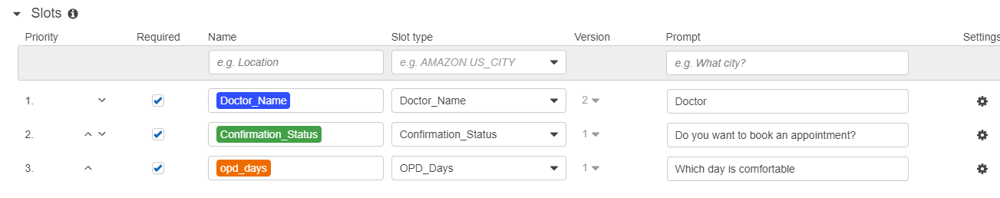 Slots
Priority Required Name Slot type Version Prompt Settings
e.g. Location e.g. AMAZON.US_CITY e.g. What city?
1. Doctor_Name Doctor_Name 2 Doctor
2. Confirmation_Status Confirmation_Status 1 Do you want to book an appointment?
3. opd_days OPD_Days 1 Which day is comfortable